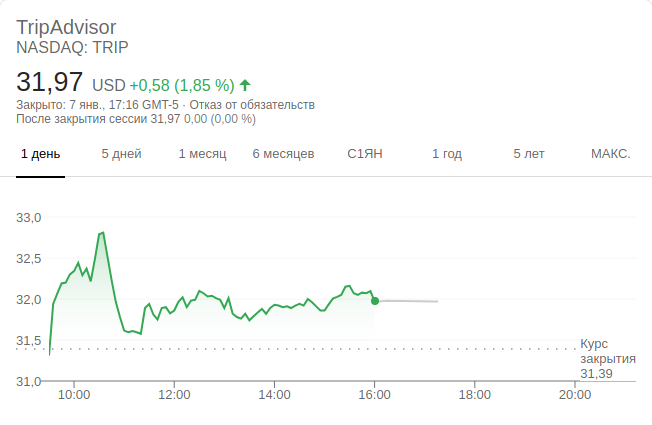 TripAdvisor
NASDAQ: TRIP
31,97 USD +0,58 (1,85 %)
Закрыто: 7 янв., 17:16 GMT-5 · Отказ от обязательств
После закрытия сессии 31,97 0,00 (0,00 %)
1 день 5 дней 1 месяц 6 месяцев С1ЯН 1 год 5 лет МАКС.
33,0
32,5
32,0
31,5
31,0
Курс
закрытия
31,39
10:00 12:00 14:00 16:00 18:00 20:00